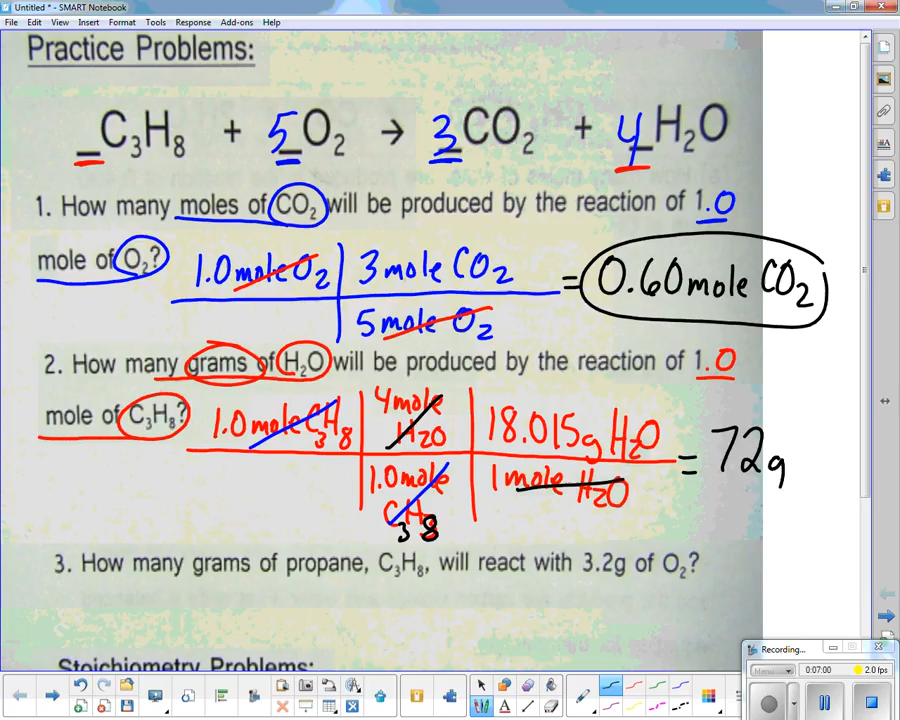 Untitled * - SMART Notebook
File Edit View Insert Format Tools Response Add-ons Help
Practice Problems:
_C₃H₈ + 5O₂ → 3CO₂ + 4H₂O
1. How many moles of CO₂ will be produced by the reaction of 1.0
mole of O₂? 1.0 mole O₂ 3 mole CO₂ = 0.60 mole CO₂
5 mole O₂
2. How many grams of H₂O will be produced by the reaction of 1.0
mole of C₃H₈? 1.0 mole C₃H₈ 4 mole H₂O 18.015g H₂O = 72g
1.0 mole C₃H₈ 1 mole H₂O
3. How many grams of propane, C₃H₈, will react with 3.2g of O₂?
Stoichiometry Problems:
Recording...
Menu 0:07:00 2.0 fps